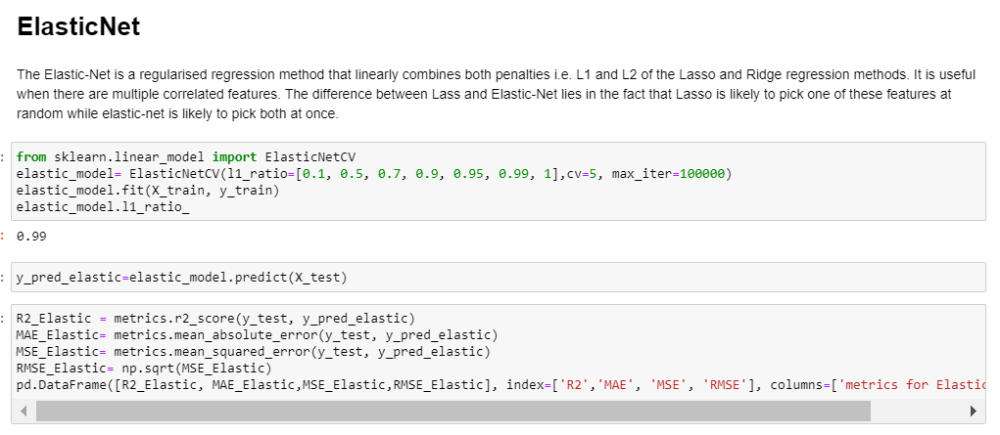 ElasticNet
The Elastic-Net is a regularised regression method that linearly combines both penalties i.e. L1 and L2 of the Lasso and Ridge regression methods. It is useful
when there are multiple correlated features. The difference between Lass and Elastic-Net lies in the fact that Lasso is likely to pick one of these features at
random while elastic-net is likely to pick both at once.
: from sklearn.linear_model import ElasticNetCV
elastic_model= ElasticNetCV(l1_ratio=[0.1, 0.5, 0.7, 0.9, 0.95, 0.99, 1],cv=5, max_iter=100000)
elastic_model.fit(X_train, y_train)
elastic_model.l1_ratio_
: 0.99
: y_pred_elastic=elastic_model.predict(X_test)
: R2_Elastic = metrics.r2_score(y_test, y_pred_elastic)
MAE_Elastic= metrics.mean_absolute_error(y_test, y_pred_elastic)
MSE_Elastic= metrics.mean_squared_error(y_test, y_pred_elastic)
RMSE_Elastic= np.sqrt(MSE_Elastic)
pd.DataFrame([R2_Elastic, MAE_Elastic,MSE_Elastic,RMSE_Elastic], index=['R2','MAE', 'MSE', 'RMSE'], columns=['metrics for Elastic